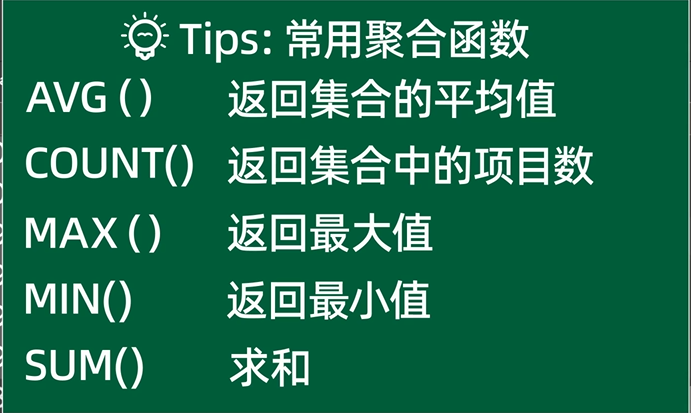 Tips: 常用聚合函数
AVG ( ) 返回集合的平均值
COUNT() 返回集合中的项目数
MAX ( ) 返回最大值
MIN() 返回最小值
SUM() 求和